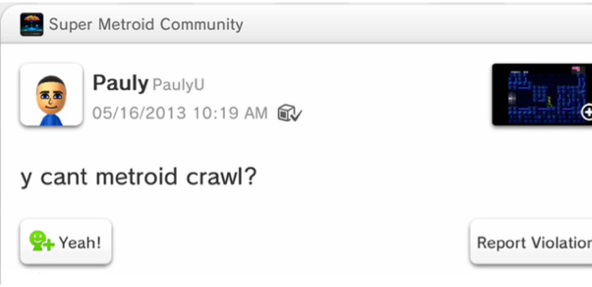 Super Metroid Community
Pauly PaulyU
05/16/2013 10:19 AM
y cant metroid crawl?
Yeah!
Report Violation